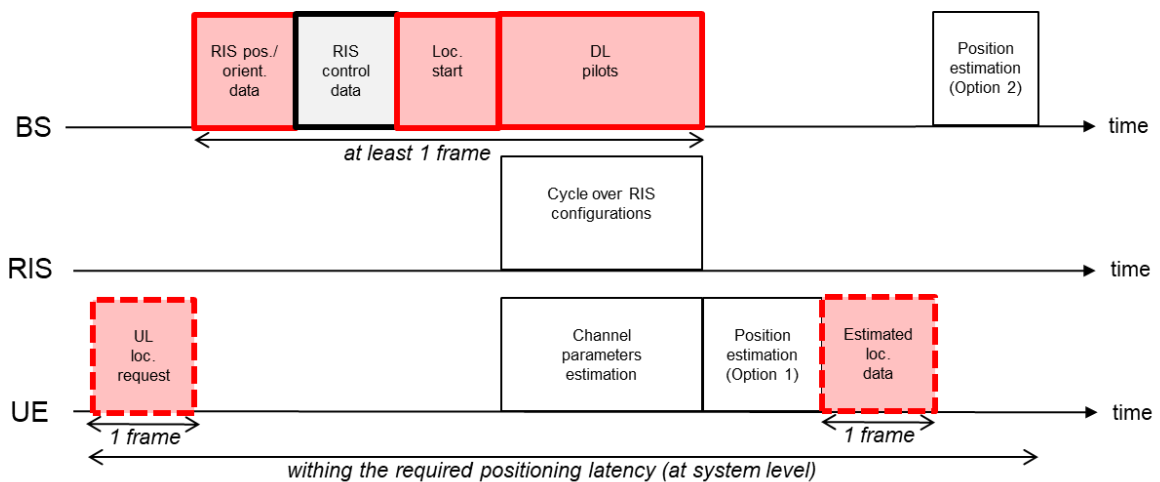 RIS pos./
orient.
data
RIS
control
data
Loc.
start
DL
pilots
Position
estimation
(Option 2)
BS
time
at least 1 frame
Cycle over RIS
configurations
RIS
time
UL
loc.
request
Channel
parameters
estimation
Position
estimation
(Option 1)
Estimated
loc.
data
UE
time
1 frame
1 frame
withing the required positioning latency (at system level)